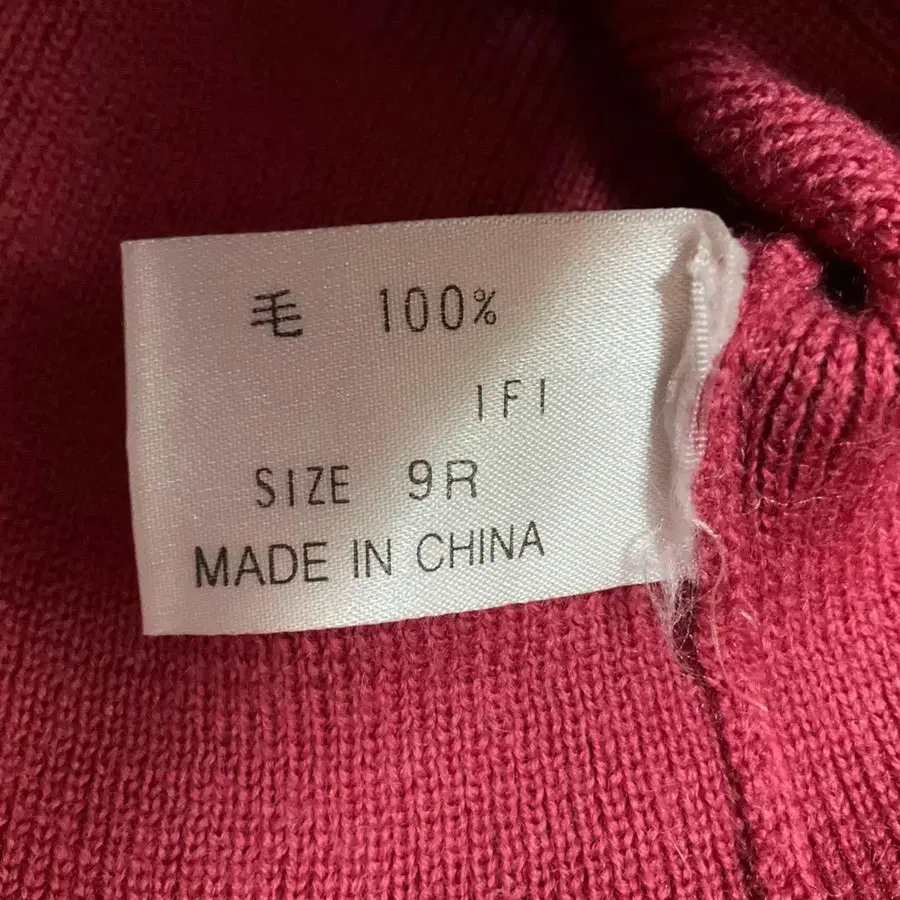 毛 100%
IFI
SIZE 9R
MADE IN CHINA